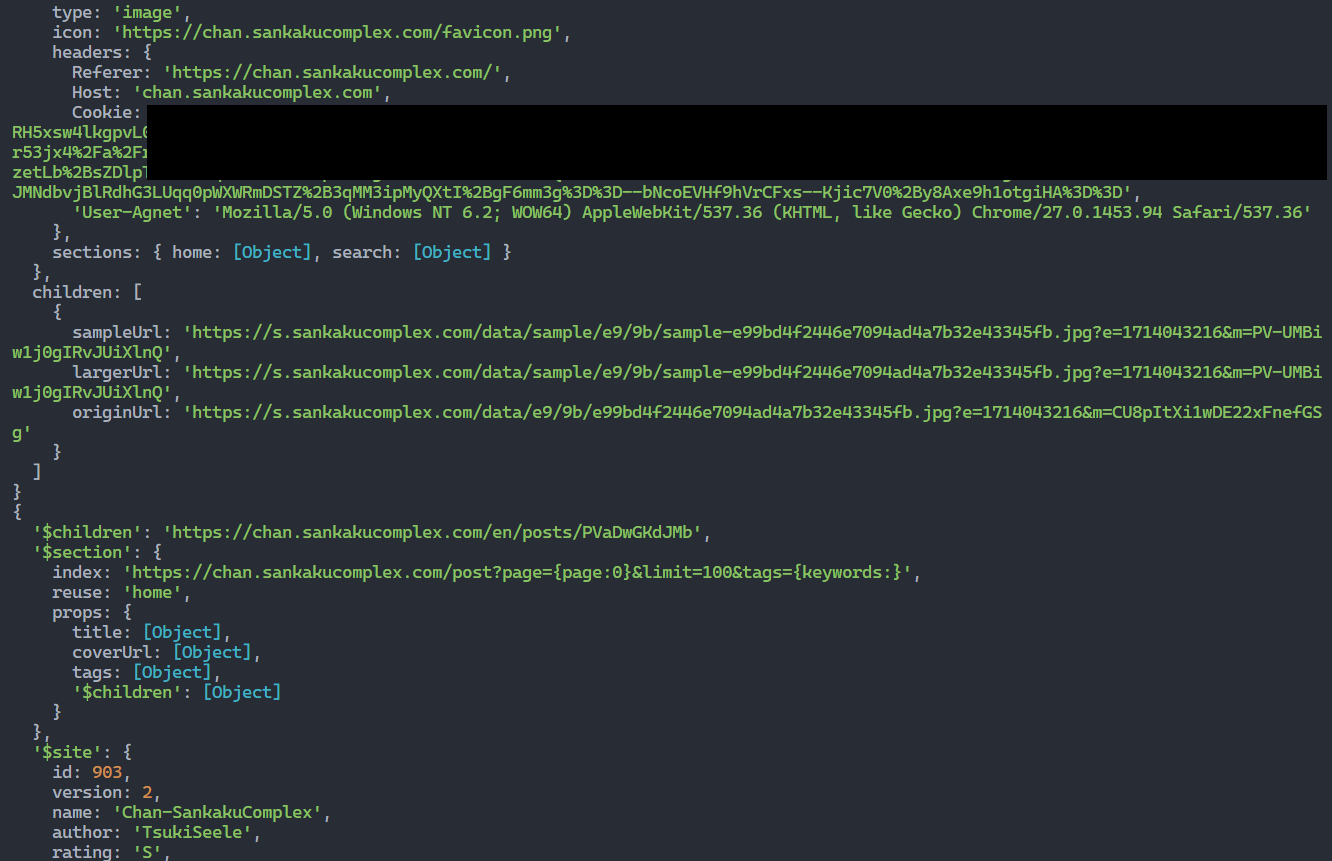 type: 'image',
icon: 'https://chan.sankakucomplex.com/favicon.png',
headers: {
Referer: 'https://chan.sankakucomplex.com/',
Host: 'chan.sankakucomplex.com',
Cookie:
RH5xsw4lkgpvL
r53jx4%2Fa%2F
zetLb%2BsZDlp
JMNdbvjBlRdhG3LUqq0pWXWRmDSTZ%2B3qMM3ipMyQXtI%2BgF6mm3g%3D%3D--bNcoEVHf9hVrCFxs--Kjic7V0%2By8Axe9h1otgiHA%3D%3D',
'User-Agnet': 'Mozilla/5.0 (Windows NT 6.2; WOW64) AppleWebKit/537.36 (KHTML, like Gecko) Chrome/27.0.1453.94 Safari/537.36'
},
sections: { home: [Object], search: [Object] }
},
children: [
{
sampleUrl: 'https://s.sankakucomplex.com/data/sample/e9/9b/sample-e99bd4f2446e7094ad4a7b32e43345fb.jpg?e=1714043216&m=PV-UMBi
w1j0gIRvJUiXlnQ',
largerUrl: 'https://s.sankakucomplex.com/data/sample/e9/9b/sample-e99bd4f2446e7094ad4a7b32e43345fb.jpg?e=1714043216&m=PV-UMBi
w1j0gIRvJUiXlnQ',
originUrl: 'https://s.sankakucomplex.com/data/e9/9b/e99bd4f2446e7094ad4a7b32e43345fb.jpg?e=1714043216&m=CU8pItXi1wDE22xFnefGS
g'
}
]
}
{
'$children': 'https://chan.sankakucomplex.com/en/posts/PVaDwGKdJMb',
'$section': {
index: 'https://chan.sankakucomplex.com/post?page={page:0}&limit=100&tags={keywords:}',
reuse: 'home',
props: {
title: [Object],
coverUrl: [Object],
tags: [Object],
'$children': [Object]
}
},
'$site': {
id: 903,
version: 2,
name: 'Chan-SankakuComplex',
author: 'TsukiSeele',
rating: 'S',